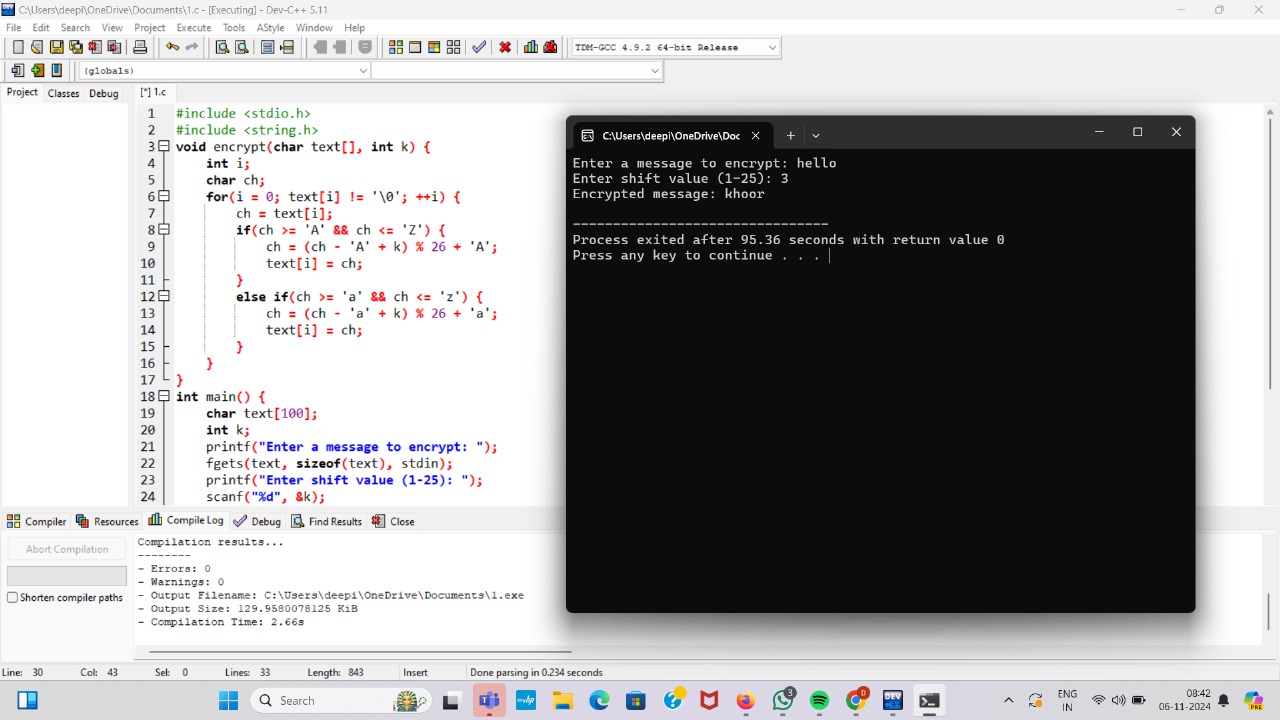 C:\Users\deepi\OneDrive\Documents\1.c - [Executing] - Dev-C++ 5.11
File Edit Search View Project Execute Tools AStyle Window Help
TDM-GCC 4.9.2 64-bit Release
(globals)
Project Classes Debug
[*] 1.c
1 #include <stdio.h>
2 #include <string.h>
3 void encrypt(char text[], int k) {
4 int i;
5 char ch;
6 for(i = 0; text[i] != '\0'; ++i) {
7 ch = text[i];
8 if(ch >= 'A' && ch <= 'Z') {
9 ch = (ch - 'A' + k) % 26 + 'A';
10 text[i] = ch;
11 }
12 else if(ch >= 'a' && ch <= 'z') {
13 ch = (ch - 'a' + k) % 26 + 'a';
14 text[i] = ch;
15 }
16 }
17 }
18 int main() {
19 char text[100];
20 int k;
21 printf("Enter a message to encrypt: ");
22 fgets(text, sizeof(text), stdin);
23 printf("Enter shift value (1-25): ");
24 scanf("%d", &k);
C:\Users\deepi\OneDrive\Doc
Enter a message to encrypt: hello
Enter shift value (1-25): 3
Encrypted message: khoor
--------------------------------
Process exited after 95.36 seconds with return value 0
Press any key to continue . . .
Compiler Resources Compile Log Debug Find Results Close
Abort Compilation
Shorten compiler paths
Compilation results...
--------
- Errors: 0
- Warnings: 0
- Output Filename: C:\Users\deepi\OneDrive\Documents\1.exe
- Output Size: 129.9580078125 KiB
- Compilation Time: 2.66s
Line: 30 Col: 43 Sel: 0 Lines: 33 Length: 843 Insert Done parsing in 0.234 seconds
Search
myhp
3
D
DEV
ENG
IN
08:42
06-11-2024
PRE